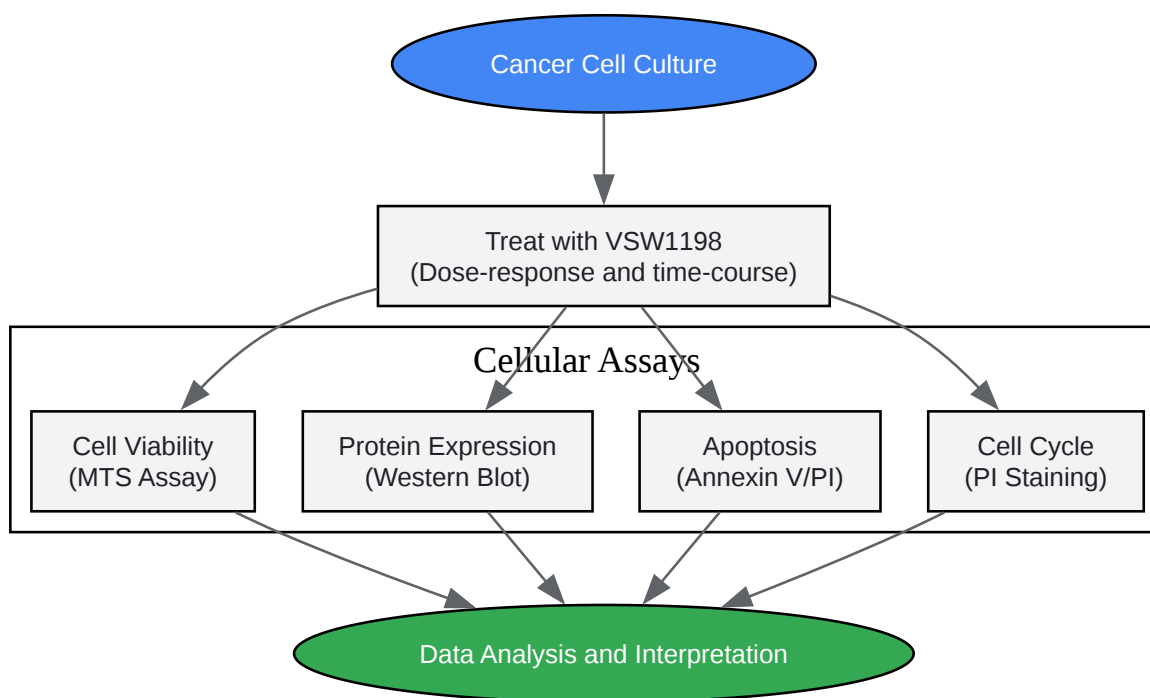 Cancer Cell Culture
Treat with VSW1198
(Dose-response and time-course)
Cellular Assays
Cell Viability
(MTS Assay)
Protein Expression
(Western Blot)
Apoptosis
(Annexin V/PI)
Cell Cycle
(PI Staining)
Data Analysis and Interpretation